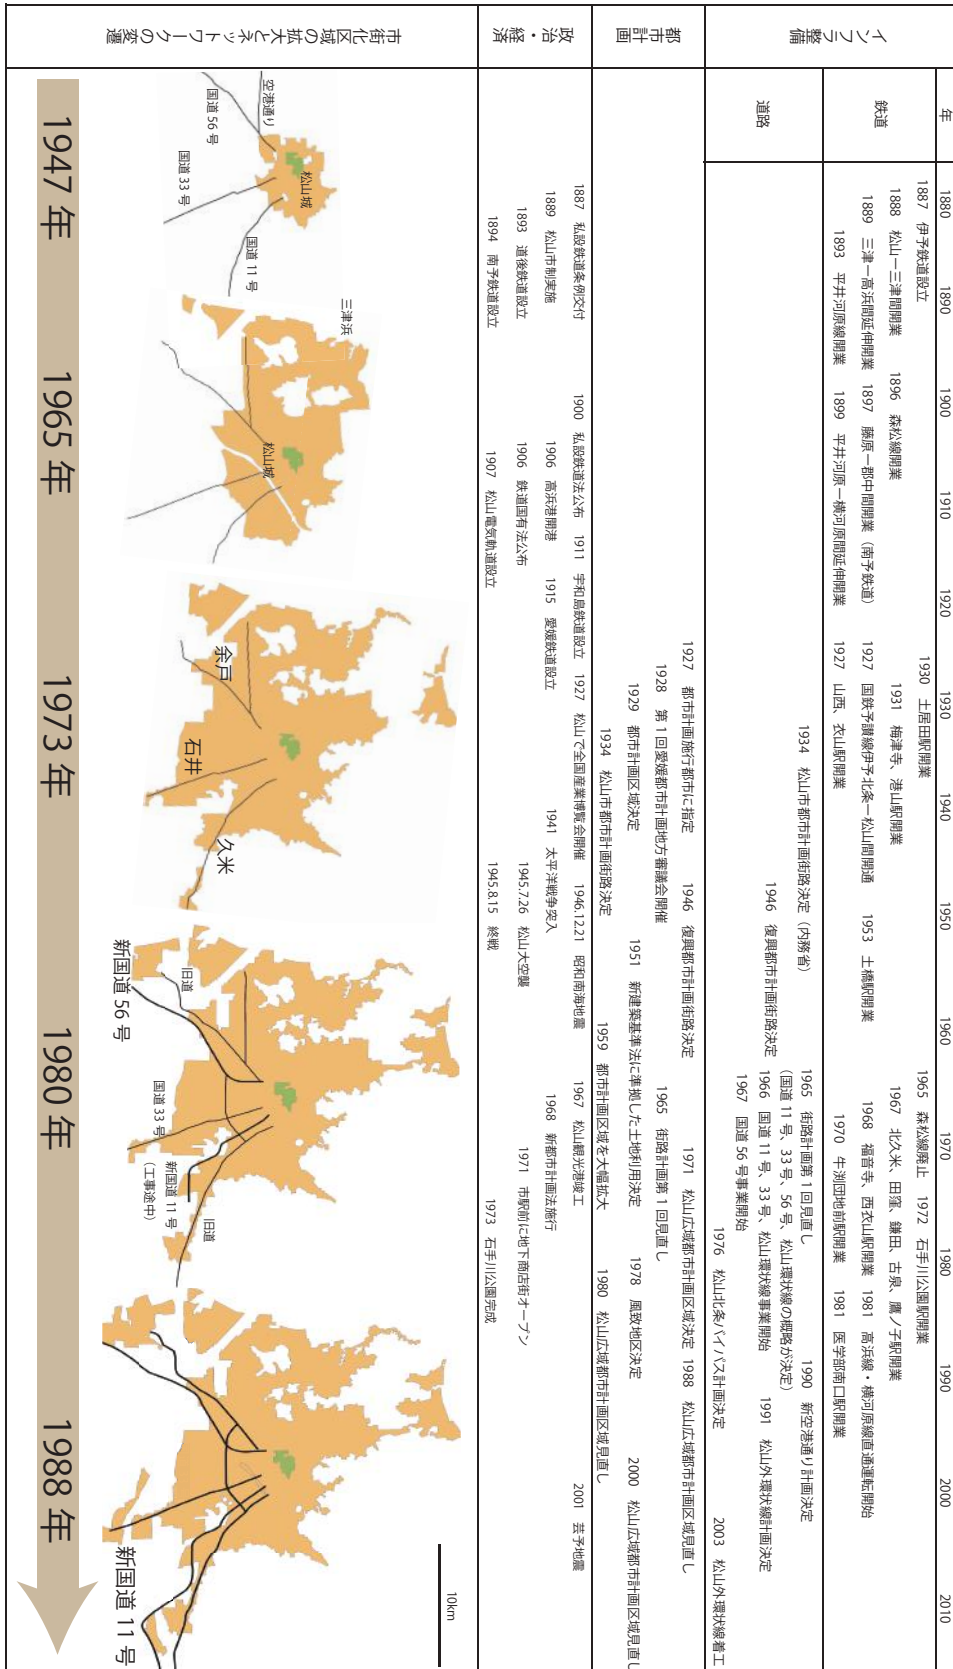 年
1880
1890
1900
1910
1920
1930
1940
1950
1960
1970
1980
1990
2000
2010
インフラ整備
鉄道
1887 伊予鉄道設立
1930 土居田駅開業
1965 森松線廃止
1972 石手川公園駅開業
1888 松山ー三津間開業
1896 森松線開業
1931 梅津寺、港山駅開業
1967 北久米、田窪、鎌田、古泉、鷹ノ子駅開業
1889 三津ー高浜間延伸開業
1897 藤原ー郡中間開業（南予鉄道）
1927 国鉄予讃線伊予北条ー松山間開通
1953 土橋駅開業
1968 福音寺、西衣山駅開業
1981 高浜線・横河原線直通運転開始
1893 平井河原線開業
1899 平井河原ー横河原間延伸開業
1927 山西、衣山駅開業
1970 牛渕団地前駅開業
1981 医学部南口駅開業
道路
1934 松山市都市計画街路決定（内務省）
1965 街路計画第1回見直し
（国道11号、33号、56号、松山環状線の概略が決定）
1990 新空港通り計画決定
1946 復興都市計画街路決定
1966 国道11号、33号、松山環状線事業開始
1991 松山外環状線計画決定
1967 国道56号事業開始
1976 松山北条バイパス計画決定
2003 松山外環状線着工
都市計画
1927 都市計画施行都市に指定
1946 復興都市計画街路決定
1971 松山広域都市計画区域決定
1988 松山広域都市計画区域見直し
1928 第1回愛媛都市計画地方審議会開催
1965 街路計画第1回見直し
1929 都市計画区域決定
1951 新建築基準法に準拠した土地利用決定
1978 風致地区決定
2000 松山広域都市計画区域見直し
1934 松山市都市計画街路決定
1959 都市計画区域を大幅拡大
1980 松山広域都市計画区域見直し
政治・経済
1887 私設鉄道条例交付
1900 私設鉄道法公布
1911 宇和島鉄道設立
1927 松山で全国産業博覧会開催
1946.12.21 昭和南海地震
1967 松山観光港竣工
2001 芸予地震
1889 松山市制実施
1906 高浜港開港
1915 愛媛鉄道設立
1941 太平洋戦争突入
1968 新都市計画法施行
1893 道後鉄道設立
1906 鉄道国有法公布
1945.7.26 松山大空襲
1971 市駅前に地下商店街オープン
1894 南予鉄道設立
1907 松山電気軌道設立
1945.8.15 終戦
1973 石手川公園完成
市街化区域の拡大とネットワークの変遷
空港通り
国道56号
国道33号
松山城
国道11号
三津浜
松山城
余戸
石井
久米
新国道56号
旧道
国道33号
新国道11号
（工事途中）
旧道
新国道11号
10km
1947年
1965年
1973年
1980年
1988年